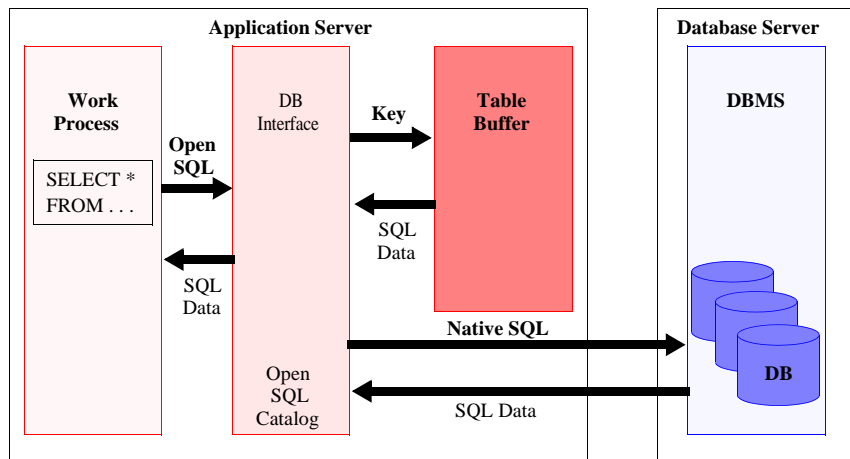 Application Server
Database Server
Work
Process
DB
Interface
Key
Table
Buffer
DBMS
Open
SQL
SELECT *
FROM . . .
SQL
Data
SQL
Data
Native SQL
Open
SQL
Catalog
SQL Data
DB